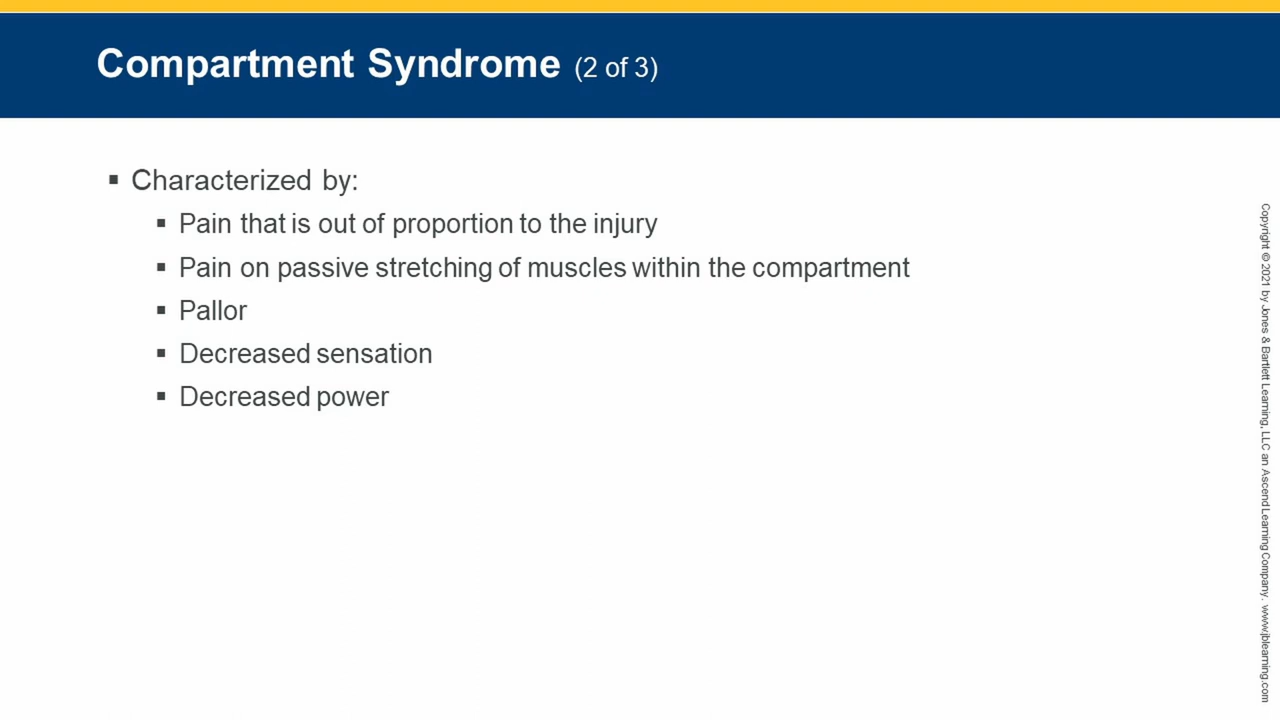 Compartment Syndrome (2 of 3)
▪ Characterized by:
▪ Pain that is out of proportion to the injury
▪ Pain on passive stretching of muscles within the compartment
▪ Pallor
▪ Decreased sensation
▪ Decreased power
Copyright © 2021 by Jones & Bartlett Learning, LLC an Ascend Learning Company. www.jblearning.com